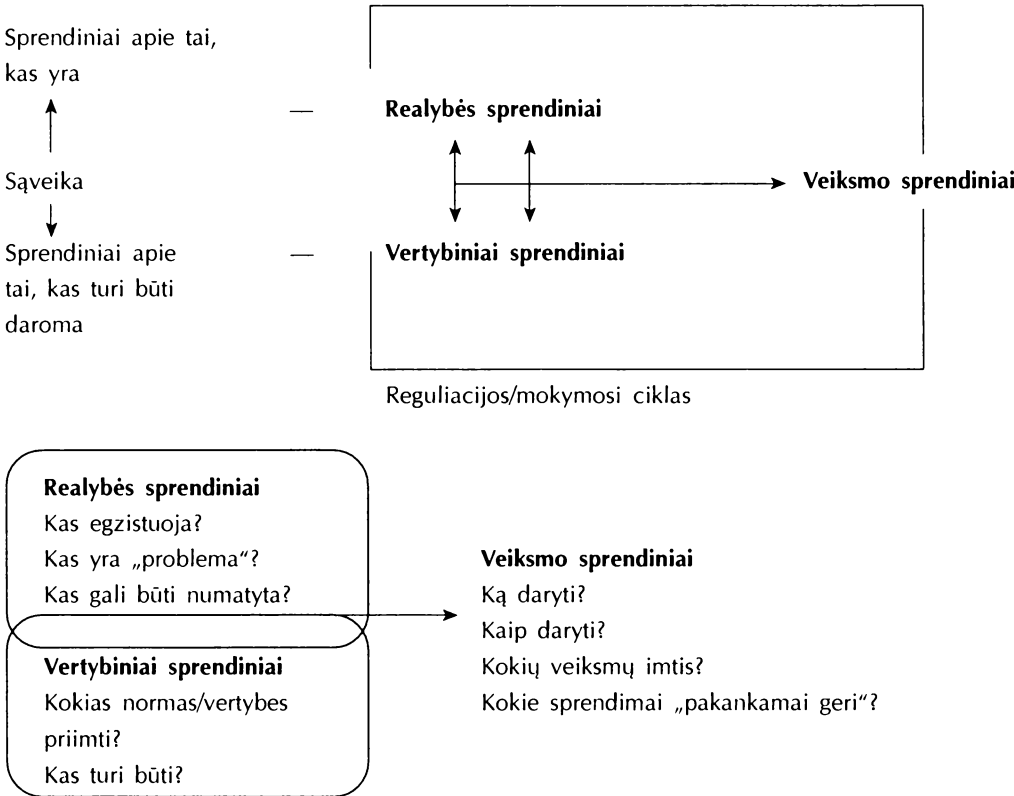 Sprendiniai apie tai,
kas yra
— Realybės sprendiniai
Sąveika
Veiksmo sprendiniai
Sprendiniai apie
tai, kas turi būti
daroma
— Vertybiniai sprendiniai
Reguliacijos/mokymosi ciklas
Realybės sprendiniai
Kas egzistuoja?
Kas yra „problema“?
Kas gali būti numatyta?
Vertybiniai sprendiniai
Kokias normas/vertybes
priimti?
Kas turi būti?
Veiksmo sprendiniai
Ką daryti?
Kaip daryti?
Kokių veiksmų imtis?
Kokie sprendimai „pakankamai geri“?